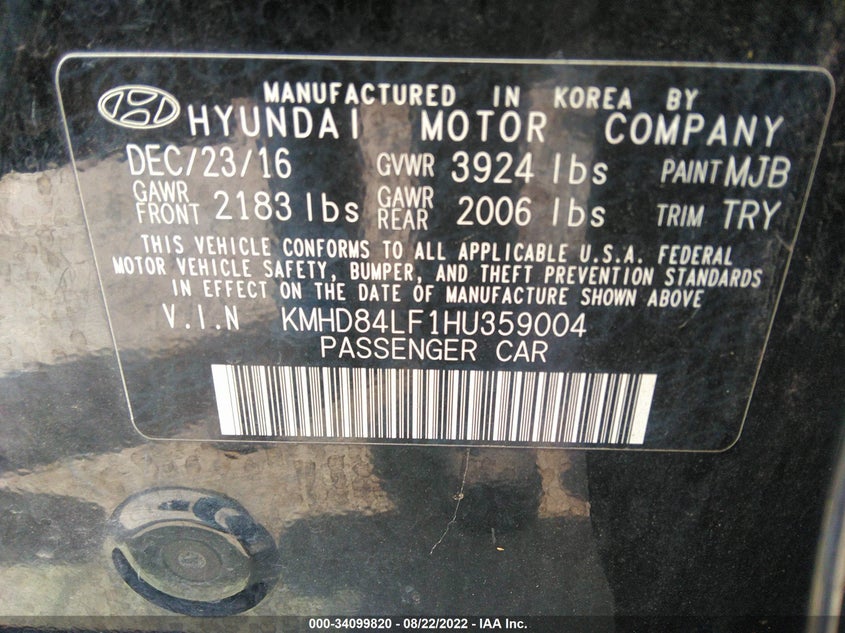 MANUFACTURED IN KOREA BY
HYUNDAI MOTOR COMPANY
DEC/23/16 GVWR 3924 lbs PAINT MJB
GAWR FRONT 2183 lbs GAWR REAR 2006 lbs TRIM TRY
THIS VEHICLE CONFORMS TO ALL APPLICABLE U.S.A. FEDERAL
MOTOR VEHICLE SAFETY, BUMPER, AND THEFT PREVENTION STANDARDS
IN EFFECT ON THE DATE OF MANUFACTURE SHOWN ABOVE
V.I.N KMHD84LF1HU359004
PASSENGER CAR
000-34099820 - 08/22/2022 - IAA Inc.